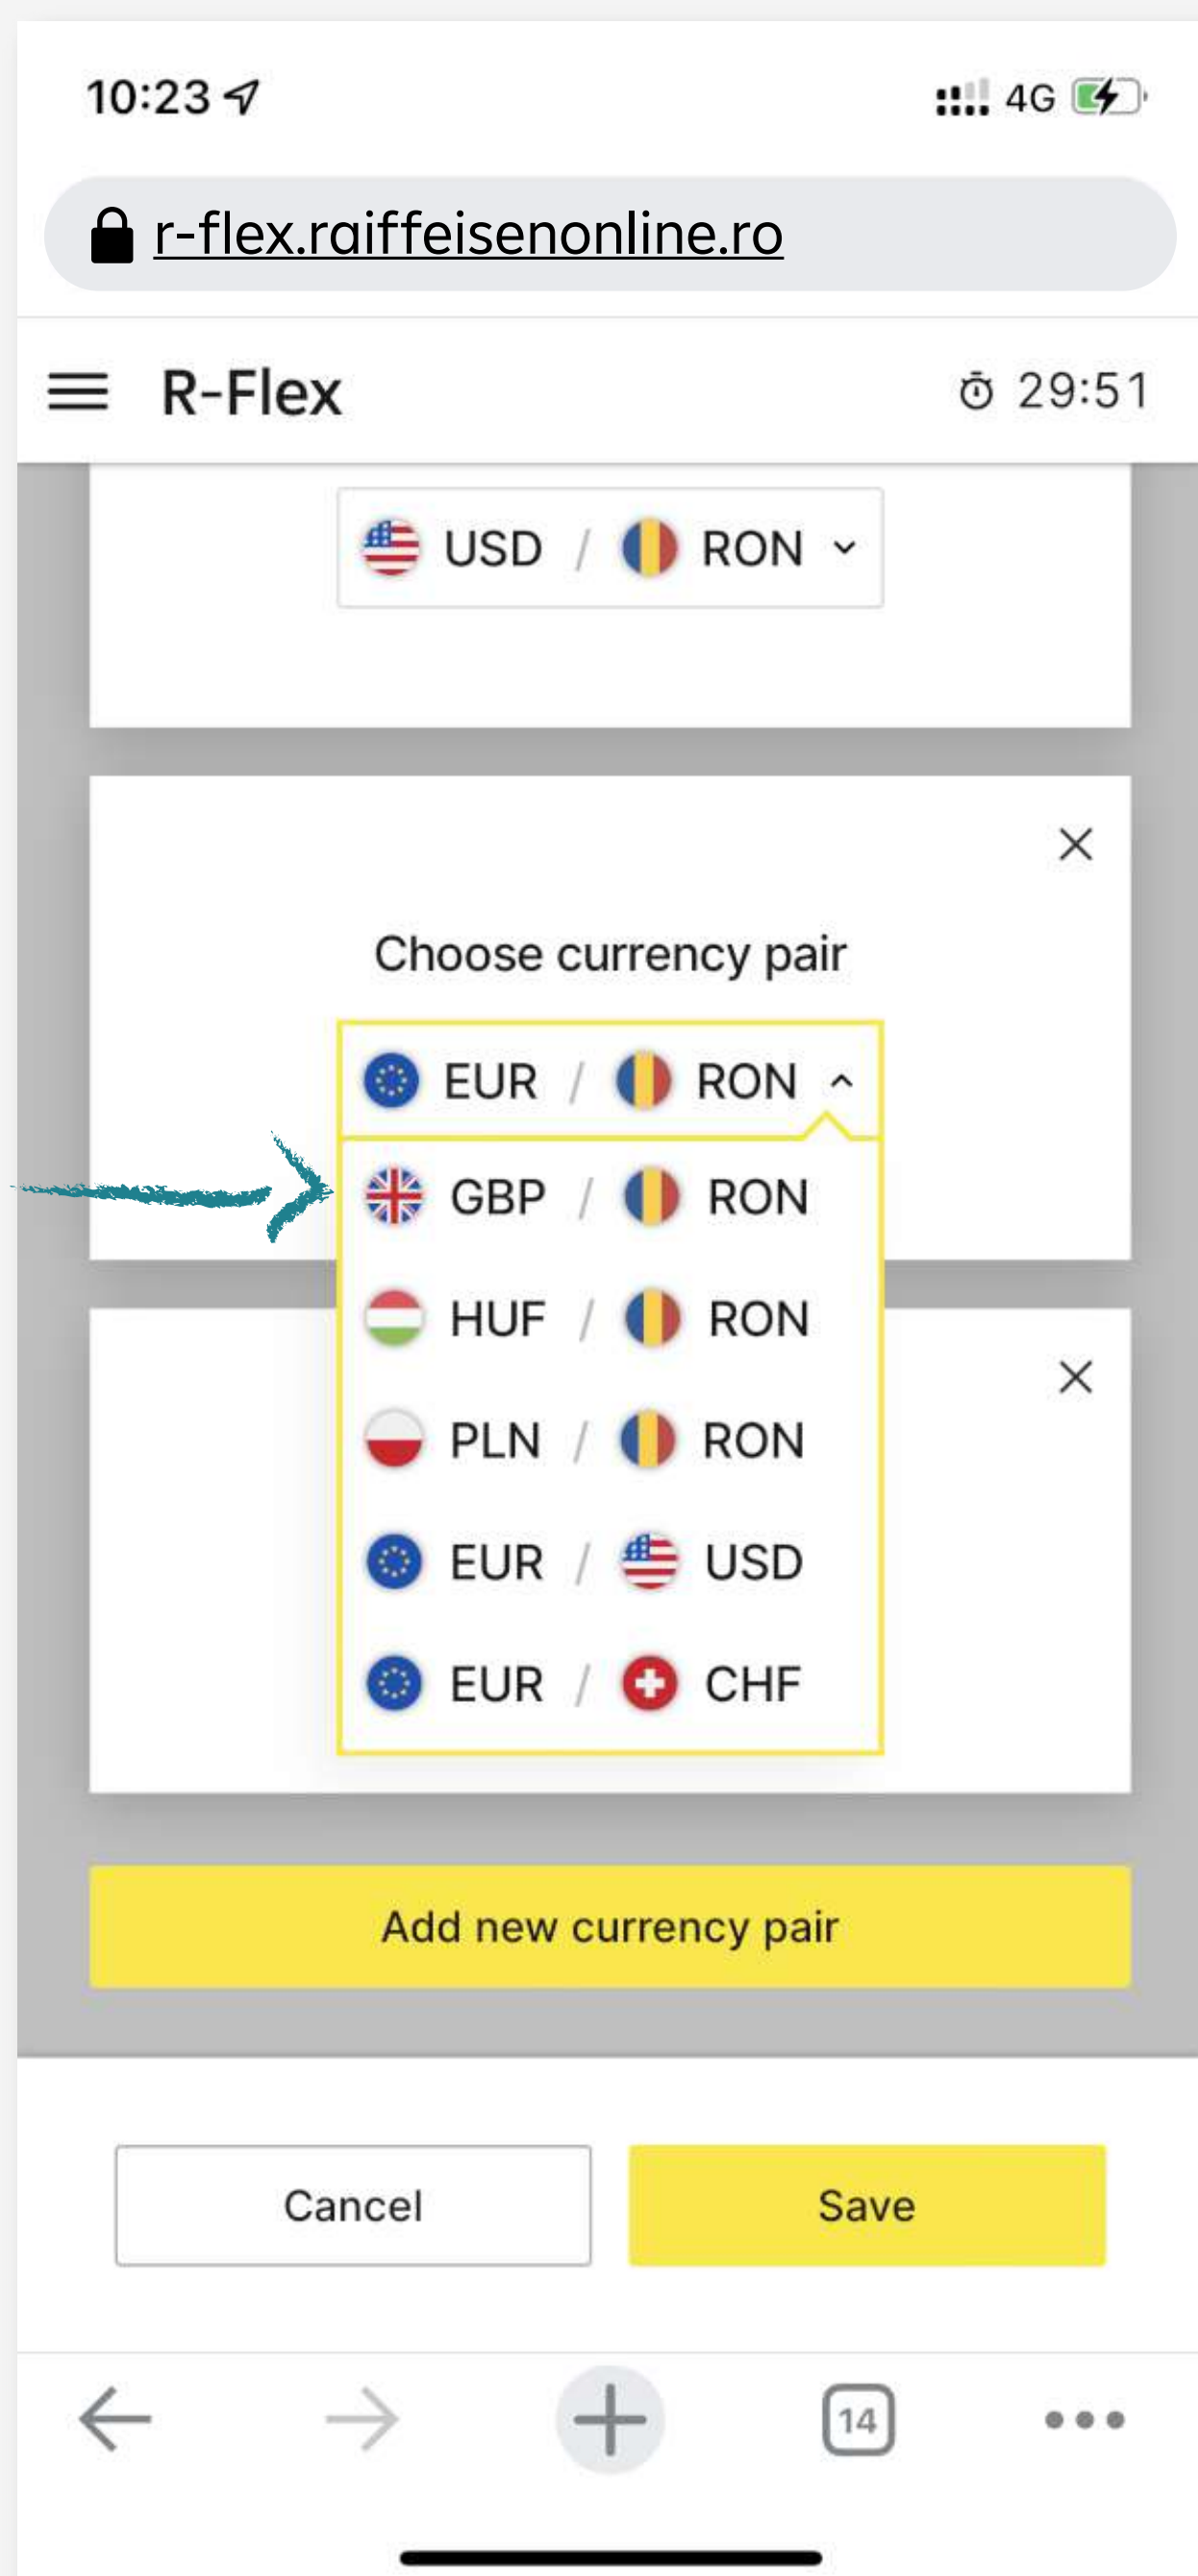 10:23 4G
r-flex.raiffeisenonline.ro
R-Flex 29:51
USD / RON
Choose currency pair
EUR / RON
GBP / RON
HUF / RON
PLN / RON
EUR / USD
EUR / CHF
Add new currency pair
Cancel Save
14